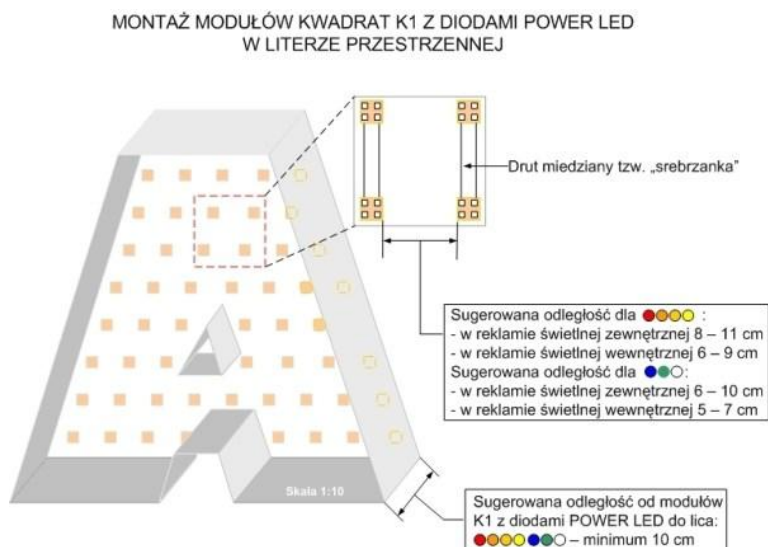 MONTAŻ MODUŁÓW KWADRAT K1 Z DIODAMI POWER LED
W LITERZE PRZESTRZENNEJ
Drut miedziany tzw. „srebrzanka”
Sugerowana odległość dla :
- w reklamie świetlnej zewnętrznej 8 – 11 cm
- w reklamie świetlnej wewnętrznej 6 – 9 cm
Sugerowana odległość dla :
- w reklamie świetlnej zewnętrznej 6 – 10 cm
- w reklamie świetlnej wewnętrznej 5 – 7 cm
Skala 1:10
Sugerowana odległość od modułów
K1 z diodami POWER LED do lica:
– minimum 10 cm